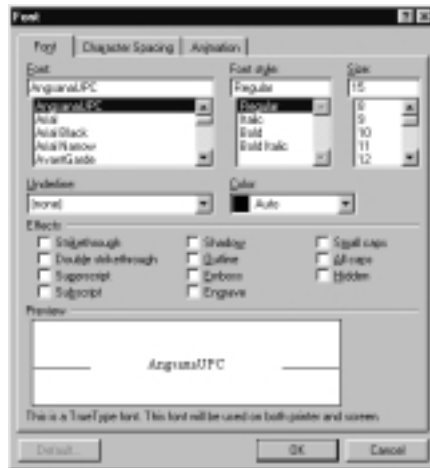 Font
Font Character Spacing Animation
Font: Font style: Size:
AngsanaUPC Regular 15
AngsanaUPC Regular 8
Arial Italic 9
Arial Black Bold 10
Arial Narrow Bold Italic 11
AvantGarde 12
Underline Color
(none) Auto
Effects
Strikethrough Shadow Small caps
Double strikethrough Outline All caps
Superscript Emboss Hidden
Subscript Engrave
Preview
AngsanaUPC
This is a TrueType font. This font will be used on both printer and screen.
Default... OK Cancel